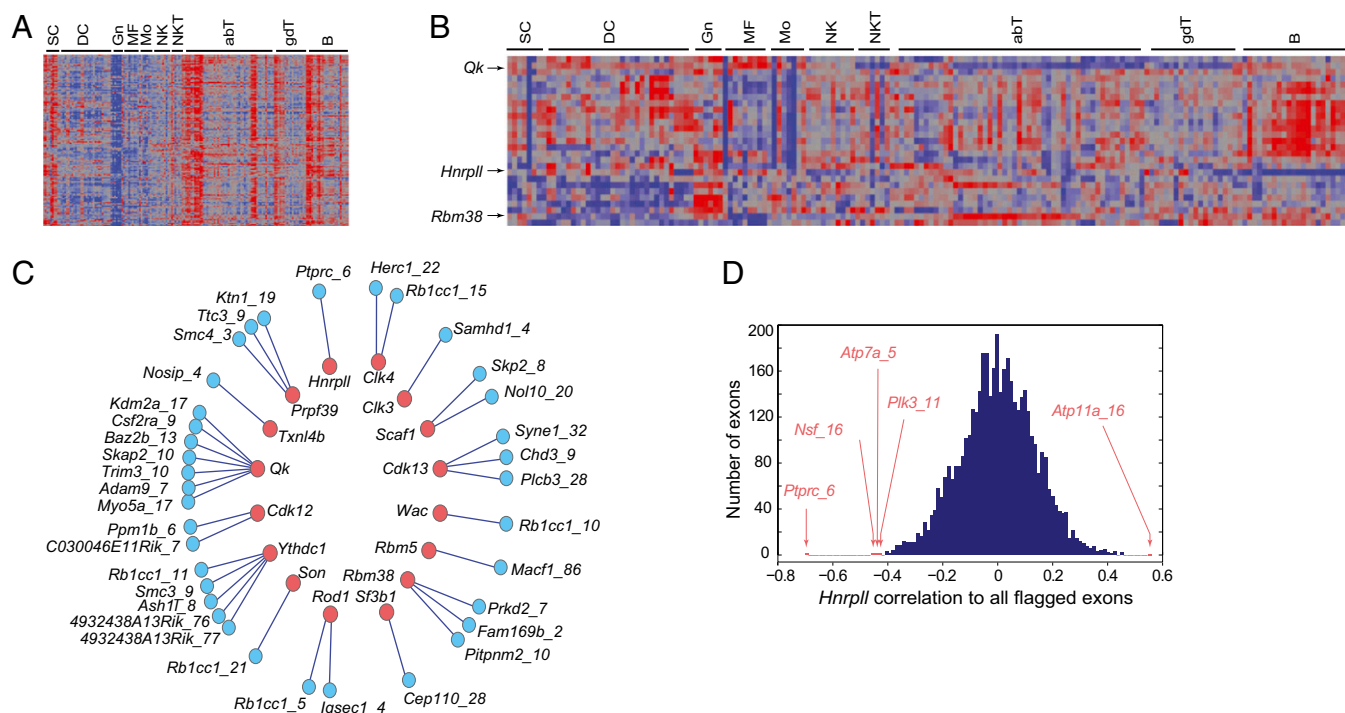 A
SC DC Gn MF Mo NK NKT abT gdT B
B
SC DC Gn MF Mo NK NKT abT gdT B
Qk
Hnrpll
Rbm38
C
Ptprc_6
Herc1_22
Rb1cc1_15
Ktn1_19
Ttc3_9
Smc4_3
Samhd1_4
Nosip_4
Hnrpll
Clk4
Skp2_8
Nol10_20
Prpf39
Clk3
Kdm2a_17
Csf2ra_9
Baz2b_13
Skap2_10
Trim3_10
Adam9_7
Myo5a_17
Txnl4b
Scaf1
Syne1_32
Chd3_9
Plcb3_28
Qk
Cdk13
Ppm1b_6
C030046E11Rik_7
Cdk12
Wac
Rb1cc1_10
Ythdc1
Rbm5
Macf1_86
Rb1cc1_11
Smc3_9
Ash1l_8
4932438A13Rik_76
4932438A13Rik_77
Son
Rod1
Rbm38
Sf3b1
Prkd2_7
Fam169b_2
Pitpnm2_10
Rb1cc1_21
Rb1cc1_5
Iqsec1_4
Cep110_28
D
Number of exons
200
160
120
80
40
0
Atp7a_5
Plk3_11
Nsf_16
Ptprc_6
Atp11a_16
−0.8 −0.6 −0.4 −0.2 0 0.2 0.4 0.6
Hnrpll correlation to all flagged exons